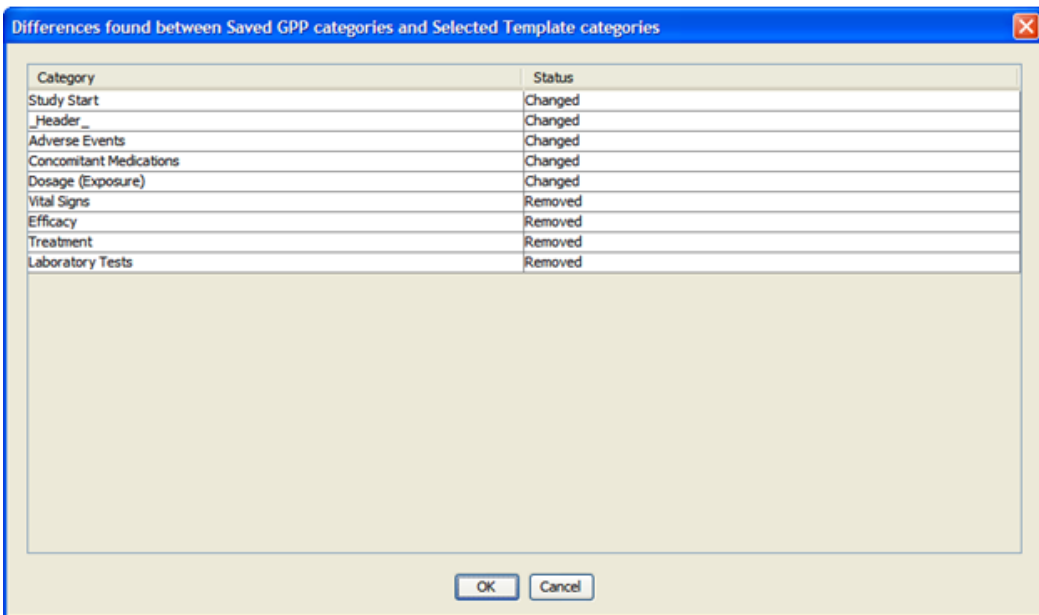 Differences found between Saved GPP categories and Selected Template categories
Category Status
Study Start Changed
_Header_ Changed
Adverse Events Changed
Concomitant Medications Changed
Dosage (Exposure) Changed
Vital Signs Removed
Efficacy Removed
Treatment Removed
Laboratory Tests Removed
OK Cancel